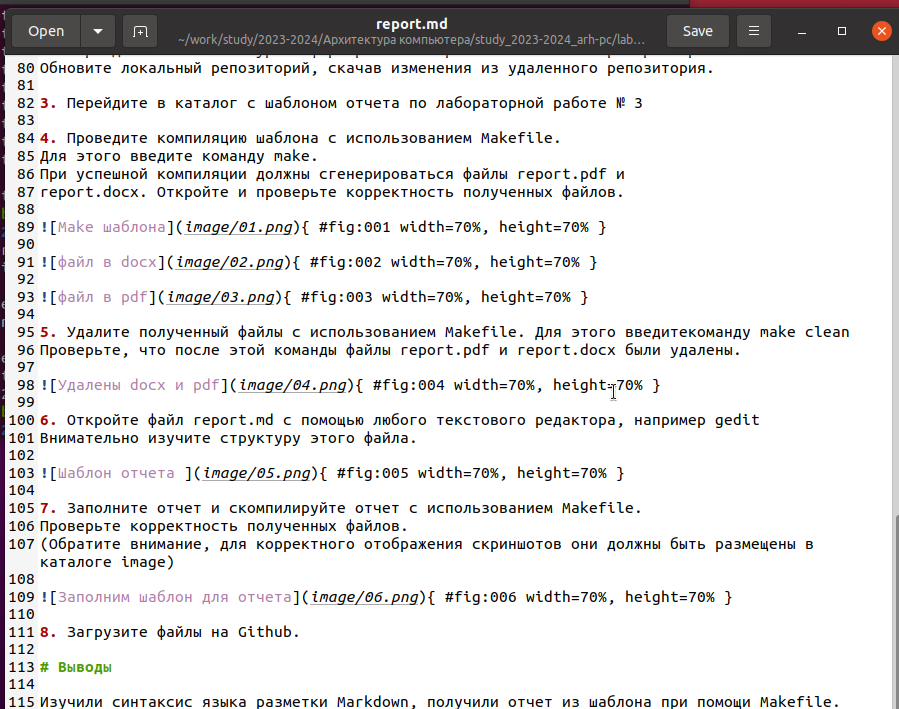 Open
report.md
~/work/study/2023-2024/Архитектура компьютера/study_2023-2024_arh-pc/lab…
Save
80 Обновите локальный репозиторий, скачав изменения из удаленного репозитория.
81
82 3. Перейдите в каталог с шаблоном отчета по лабораторной работе № 3
83
84 4. Проведите компиляцию шаблона с использованием Makefile.
85 Для этого введите команду make.
86 При успешной компиляции должны сгенерироваться файлы report.pdf и
87 report.docx. Откройте и проверьте корректность полученных файлов.
88
89 ![Make шаблона](image/01.png){ #fig:001 width=70%, height=70% }
90
91 ![файл в docx](image/02.png){ #fig:002 width=70%, height=70% }
92
93 ![файл в pdf](image/03.png){ #fig:003 width=70%, height=70% }
94
95 5. Удалите полученный файлы с использованием Makefile. Для этого введитекоманду make clean
96 Проверьте, что после этой команды файлы report.pdf и report.docx были удалены.
97
98 ![Удалены docx и pdf](image/04.png){ #fig:004 width=70%, height=70% }
99
100 6. Откройте файл report.md с помощью любого текстового редактора, например gedit
101 Внимательно изучите структуру этого файла.
102
103 ![Шаблон отчета ](image/05.png){ #fig:005 width=70%, height=70% }
104
105 7. Заполните отчет и скомпилируйте отчет с использованием Makefile.
106 Проверьте корректность полученных файлов.
107 (Обратите внимание, для корректного отображения скриншотов они должны быть размещены в
каталоге image)
108
109 ![Заполним шаблон для отчета](image/06.png){ #fig:006 width=70%, height=70% }
110
111 8. Загрузите файлы на Github.
112
113 # Выводы
114
115 Изучили синтаксис языка разметки Markdown, получили отчет из шаблона при помощи Makefile.